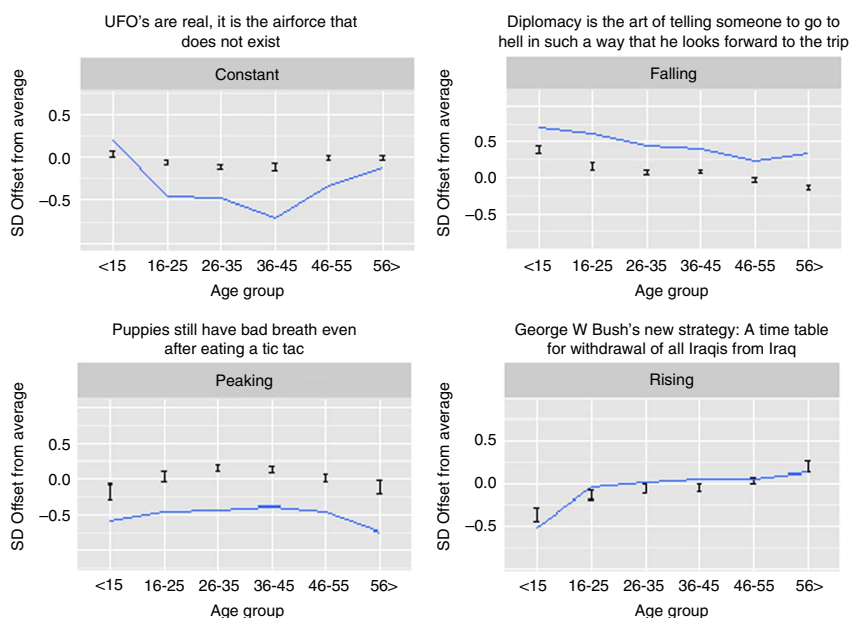 UFO's are real, it is the airforce that
does not exist
Constant
SD Offset from average
0.5
0.0
−0.5
<15 16-25 26-35 36-45 46-55 56>
Age group
Diplomacy is the art of telling someone to go to
hell in such a way that he looks forward to the trip
Falling
SD Offset from average
0.5
0.0
−0.5
<15 16-25 26-35 36-45 46-55 56>
Age group
Puppies still have bad breath even
after eating a tic tac
Peaking
SD Offset from average
0.5
0.0
−0.5
<15 16-25 26-35 36-45 46-55 56>
Age group
George W Bush's new strategy: A time table
for withdrawal of all Iraqis from Iraq
Rising
SD Offset from average
0.5
0.0
−0.5
<15 16-25 26-35 36-45 46-55 56>
Age group